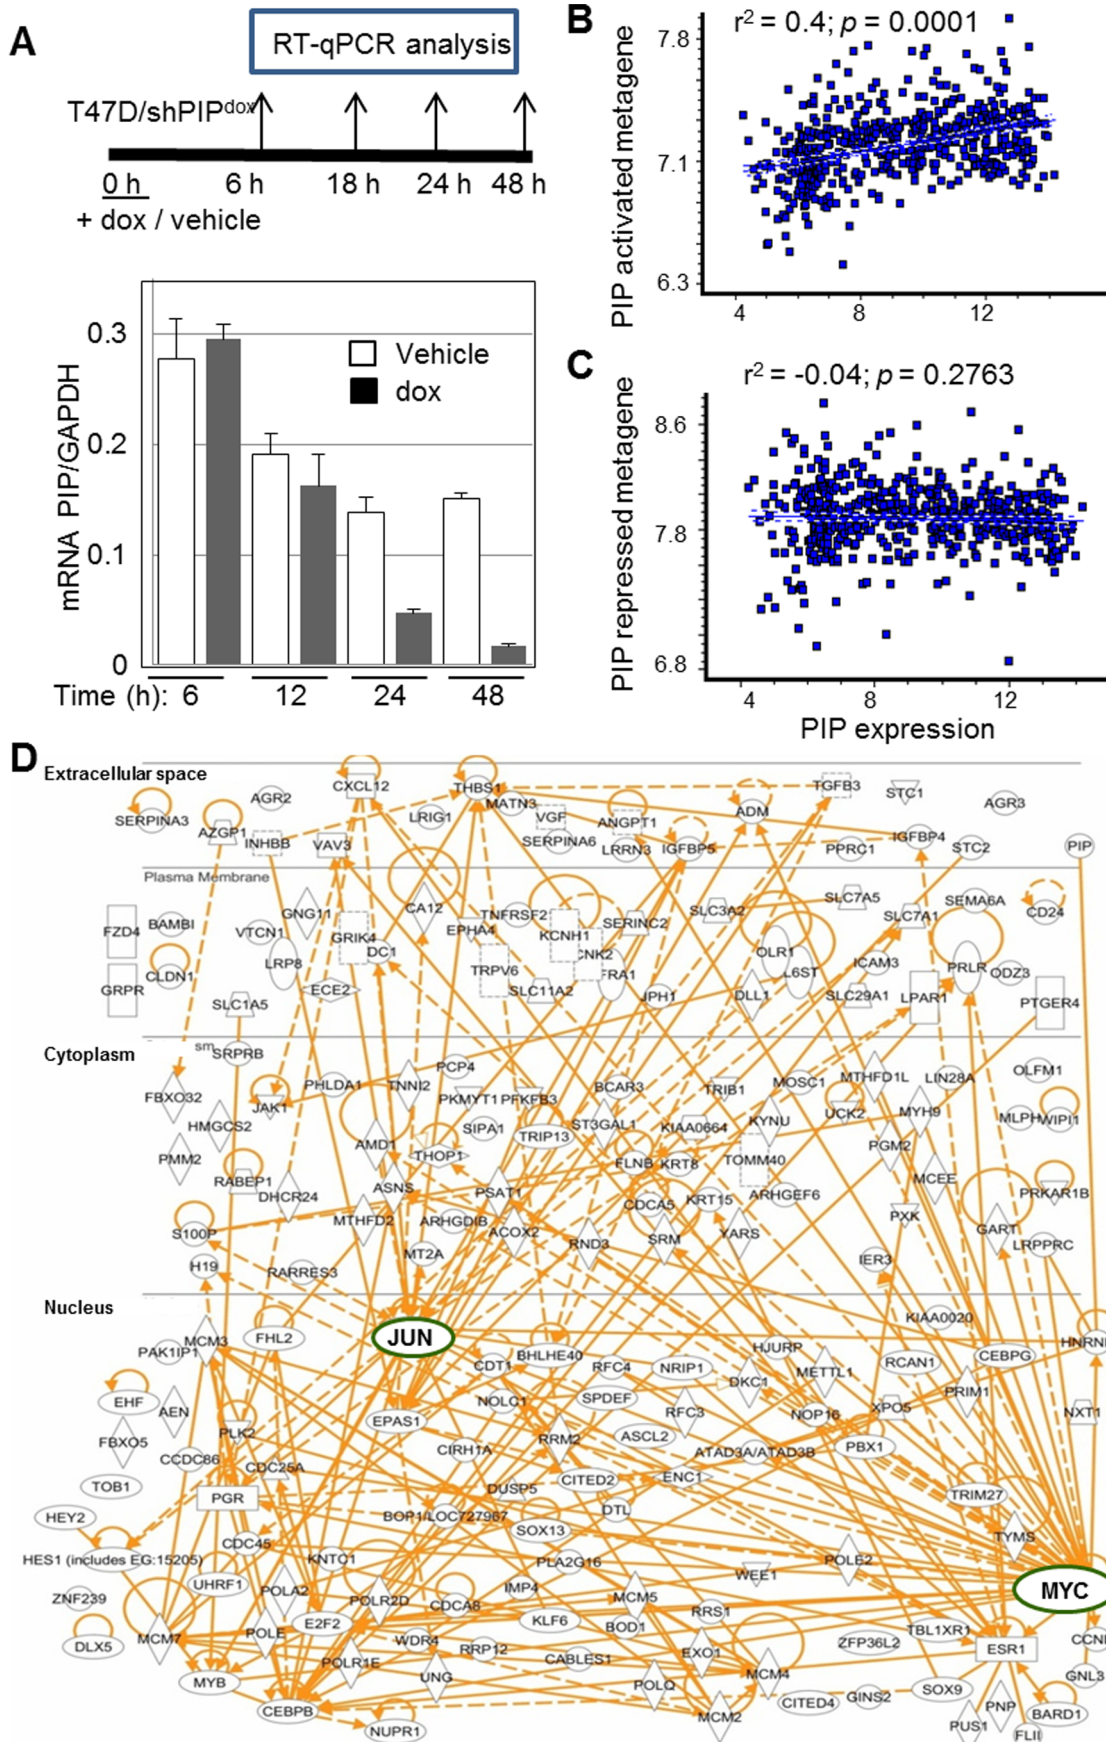 A
RT-qPCR analysis
T47D/shPIPdox
0 h 6 h 18 h 24 h 48 h
+ dox / vehicle
mRNA PIP/GAPDH
0.3
0.2
0.1
0
Vehicle
dox
Time (h): 6 12 24 48
B
r2 = 0.4; p = 0.0001
PIP activated metagene
7.8
7.1
6.3
4 8 12
C
r2 = -0.04; p = 0.2763
PIP repressed metagene
8.6
7.8
6.8
4 8 12
PIP expression
D
Extracellular space
CXCL12 THBS1 TGFB3 STC1
AGR2 MATN3 AGR3
SERPINA3 AZGP1 LRIG1 VGF ANGPT1 ADM
INHBB VAV3 SERPINA6 LRRN3 IGFBP5 PPRC1 IGFBP4 STC2 PIP
Plasma Membrane
FZD4 BAMBI VTCN1 GNG11 CA12 TNFRSF2 SERINC2 SLC3A2 SLC7A5 SLC7A1 SEMA6A CD24
GRIK4 DC1 EPHA4 KCNH1 CNK2 OLR1
GRPR CLDN1 LRP8 ECE2 TRPV6 FRA1 L6ST ICAM3 PRLR ODZ3
SLC1A5 SLC11A2 JPH1 DLL1 SLC29A1 LPAR1 PTGER4
Cytoplasm
sm SRPRB PCP4 OLFM1
FBXO32 JAK1 PHLDA1 TNNI2 PKMYT1 PFKFB3 BCAR3 TRIB1 MOSC1 MTHFD1L LIN28A
HMGCS2 SIPA1 TRIP13 ST3GAL1 KIAA0664 KYNU UCK2 MYH9 MLPH WIPI1
PMM2 AMD1 THOP1 FLNB KRT8 TOMM40 PGM2 MCEE
RABEP1 DHCR24 ASNS PSAT1 CDCA5 KRT15 ARHGEF6 PXK PRKAR1B
S100P MTHFD2 ARHGDIB ACOX2 RND3 SRM YARS GART LRPPRC
H19 RARRES3 MT2A IER3
Nucleus
JUN KIAA0020
PAK1IP1 MCM3 FHL2 CDT1 BHLHE40 RFC4 NRIP1 HJURP METTL1 RCAN1 CEBPG
EHF AEN EPAS1 NOLC1 SPDEF RFC3 DKC1 NOP16 XPO5 PRIM1 NXT1
FBXO5 PLK2 CIRH1A RRM2 ASCL2 ATAD3A/ATAD3B PBX1
CCDC86 CDC25A CITED2 ENC1
TOB1 PGR DUSP5 DTL TRIM27
HEY2 BOP1/LOC727967 SOX13 TYMS
HES1 (includes EG:15205) CDC45 KNTC1 PLA2G16 WEE1 POLE2
ZNF239 UHRF1 POLA2 POLR2D CDCA8 IMP4 MCM5 MYC
DLX5 MCM7 POLE E2F2 WDR4 KLF6 BOD1 RRS1 ZFP36L2 TBL1XR1 ESR1
MYB POLR1E UNG RRP12 CABLES1 POLQ EXO1 MCM4 GNL3
CEBPB NUPR1 MCM2 CITED4 GINS2 SOX9 PNP BARD1
PUS1